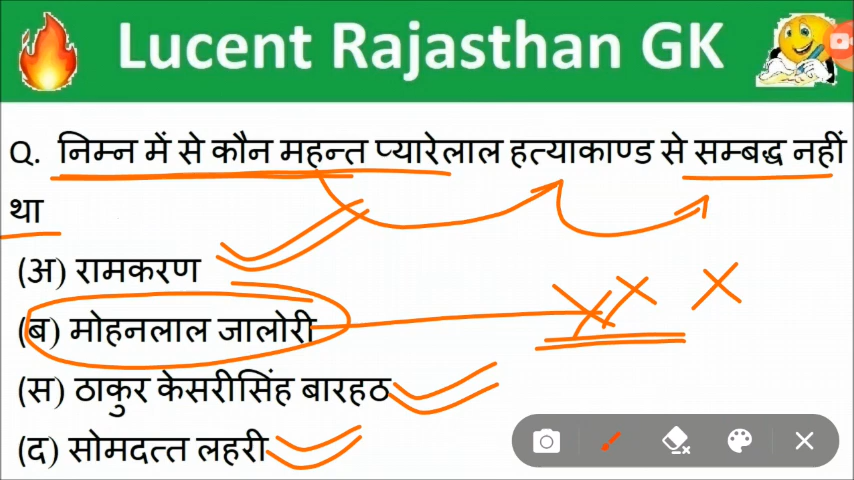 Lucent Rajasthan GK
Q. निम्न में से कौन महन्त प्यारेलाल हत्याकाण्ड से सम्बद्ध नहीं
था
(अ) रामकरण
(ब) मोहनलाल जालोरी
(स) ठाकुर केसरीसिंह बारहठ
(द) सोमदत्त लहरी